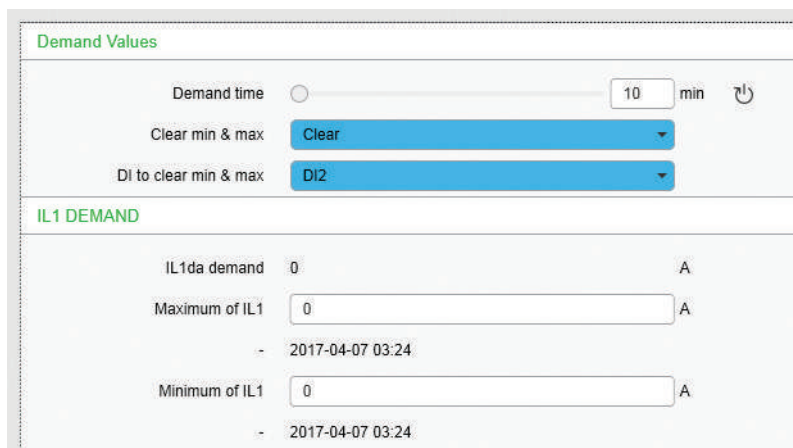 Demand Values
Demand time 10 min
Clear min & max Clear
DI to clear min & max DI2
IL1 DEMAND
IL1da demand 0 A
Maximum of IL1 0 A
- 2017-04-07 03:24
Minimum of IL1 0 A
- 2017-04-07 03:24